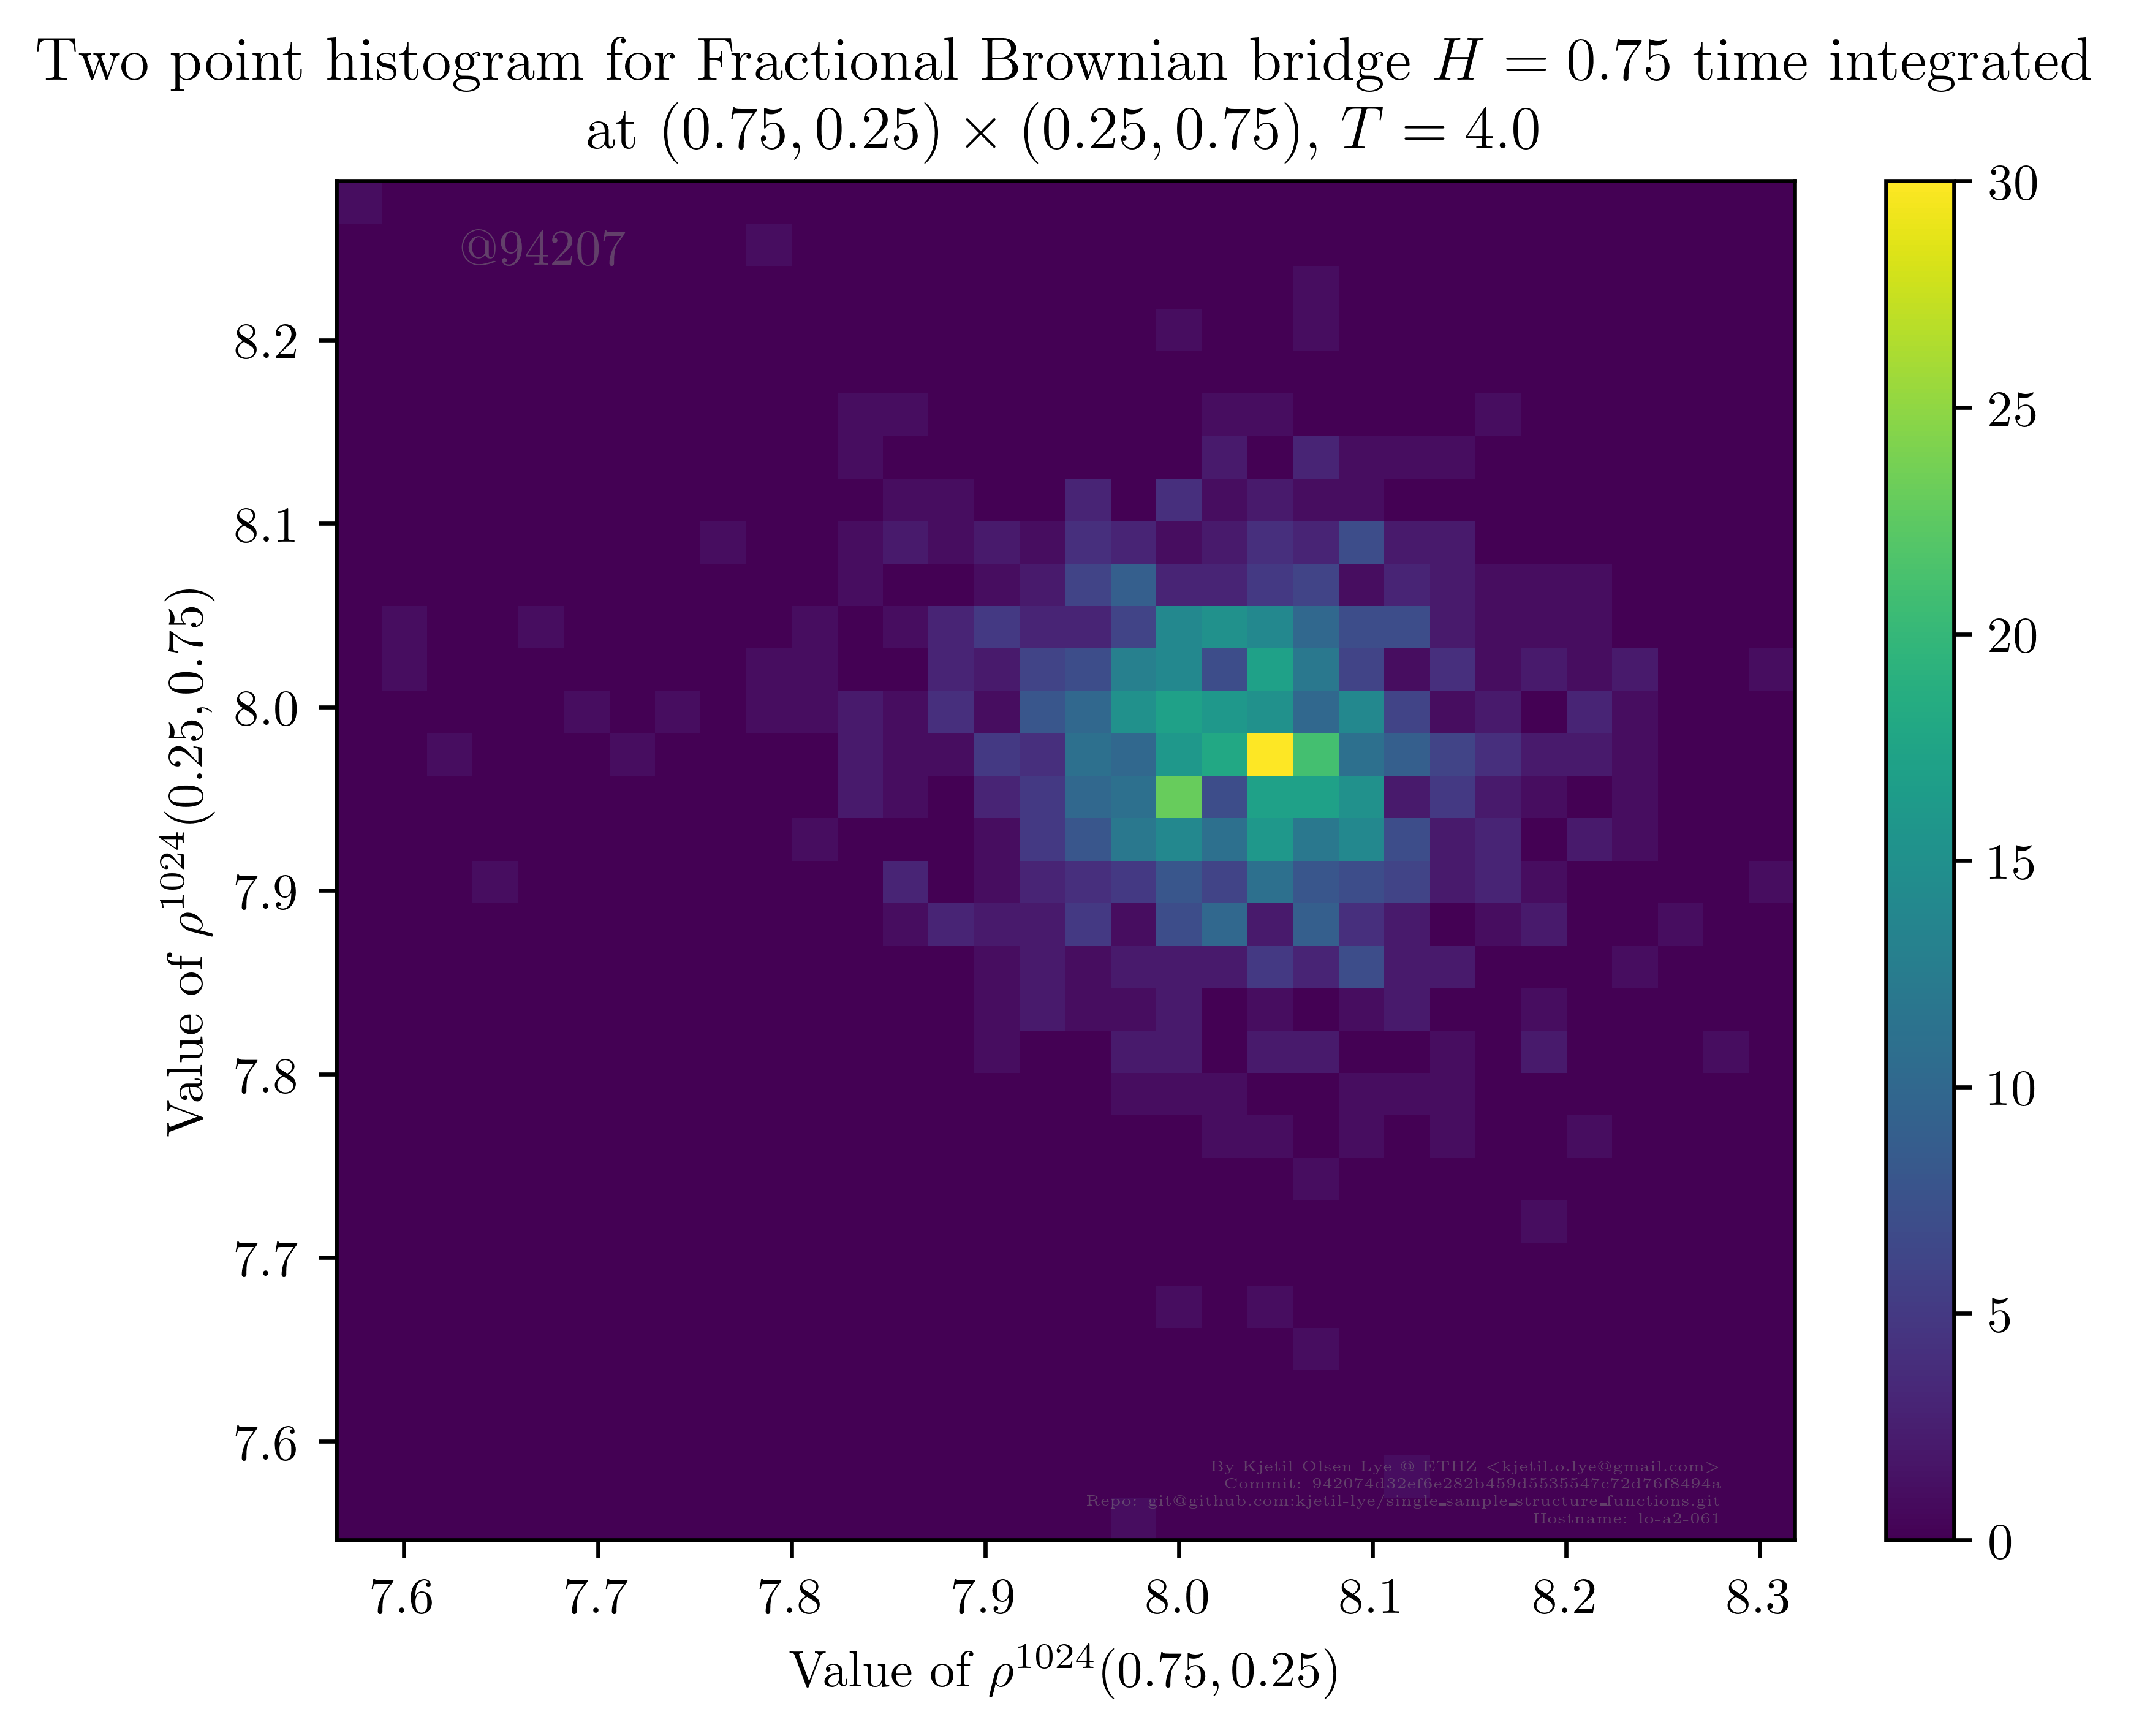 Two point histogram for Fractional Brownian bridge H = 0.75 time integrated
at (0.75, 0.25) × (0.25, 0.75), T = 4.0
@94207
30
25
20
15
10
5
0
8.2
8.1
8.0
7.9
7.8
7.7
7.6
Value of ρ^1024(0.25, 0.75)
By Kjetil Olsen Lye @ ETHZ <kjetil.o.lye@gmail.com>
Commit: 942074d32ef6e282b459d5535547c72d76f8494a
Repo: git@github.com:kjetil-lye/single_sample_structure_functions.git
Hostname: lo-a2-061
7.6 7.7 7.8 7.9 8.0 8.1 8.2 8.3
Value of ρ^1024(0.75, 0.25)